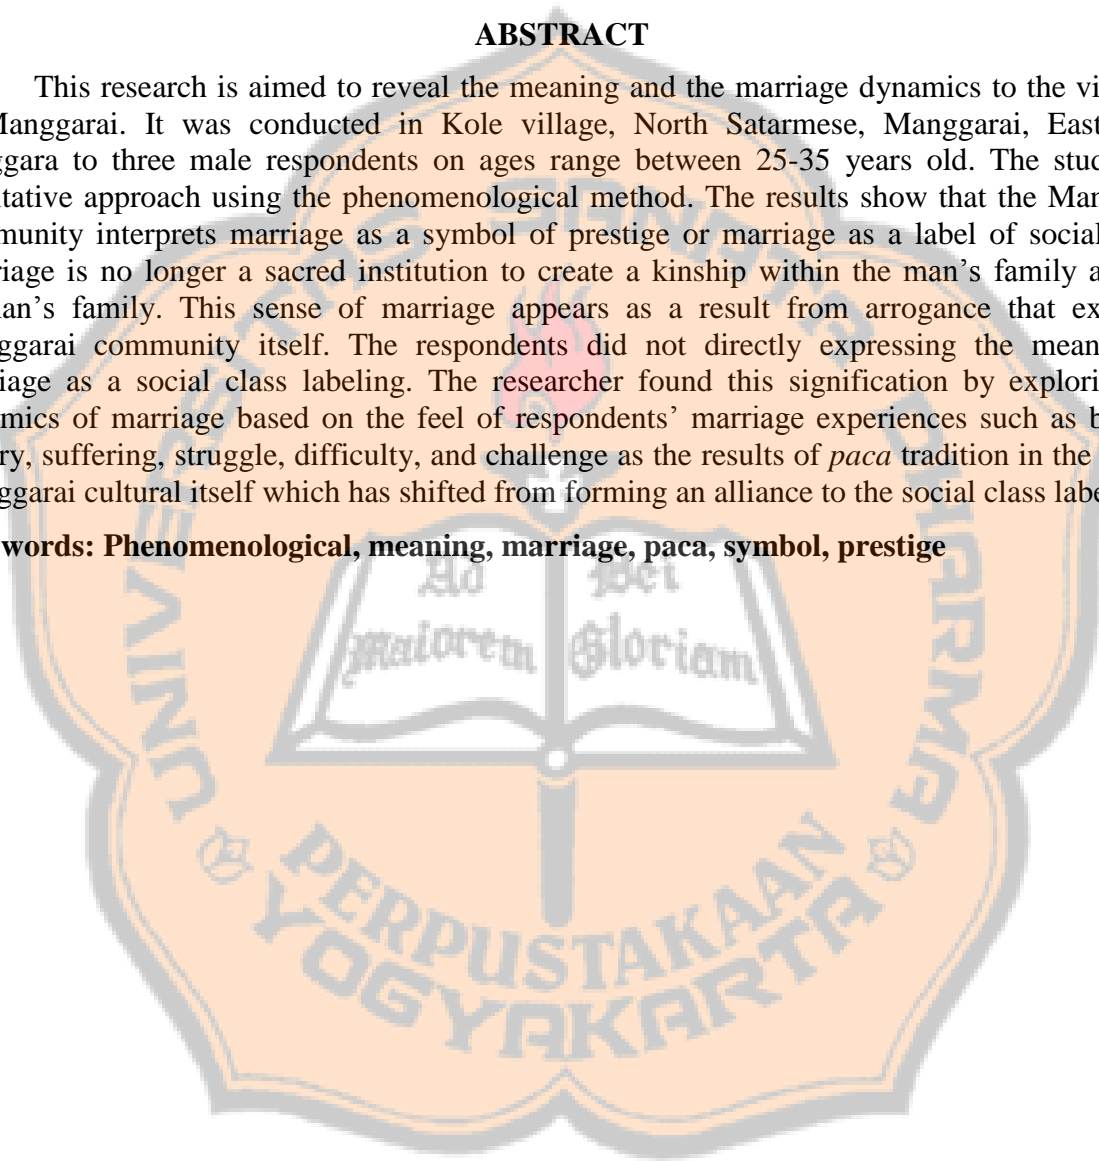 ABSTRACT
This research is aimed to reveal the meaning and the marriage dynamics to the vi
Manggarai. It was conducted in Kole village, North Satarmese, Manggarai, East
ggara to three male respondents on ages range between 25-35 years old. The stud
itative approach using the phenomenological method. The results show that the Man
munity interprets marriage as a symbol of prestige or marriage as a label of social
riage is no longer a sacred institution to create a kinship within the man's family a
nan's family. This sense of marriage appears as a result from arrogance that ex
ggarai community itself. The respondents did not directly expressing the mean
riage as a social class labeling. The researcher found this signification by explori
mics of marriage based on the feel of respondents' marriage experiences such as b
ry, suffering, struggle, difficulty, and challenge as the results of paca tradition in the
ggarai cultural itself which has shifted from forming an alliance to the social class labe
words: Phenomenological, meaning, marriage, paca, symbol, prestige
UNIVERSITAS SANATA DHARMA
Ad Dei
Maiorem Gloriam
PERPUSTAKAAN
YOGYAKARTA